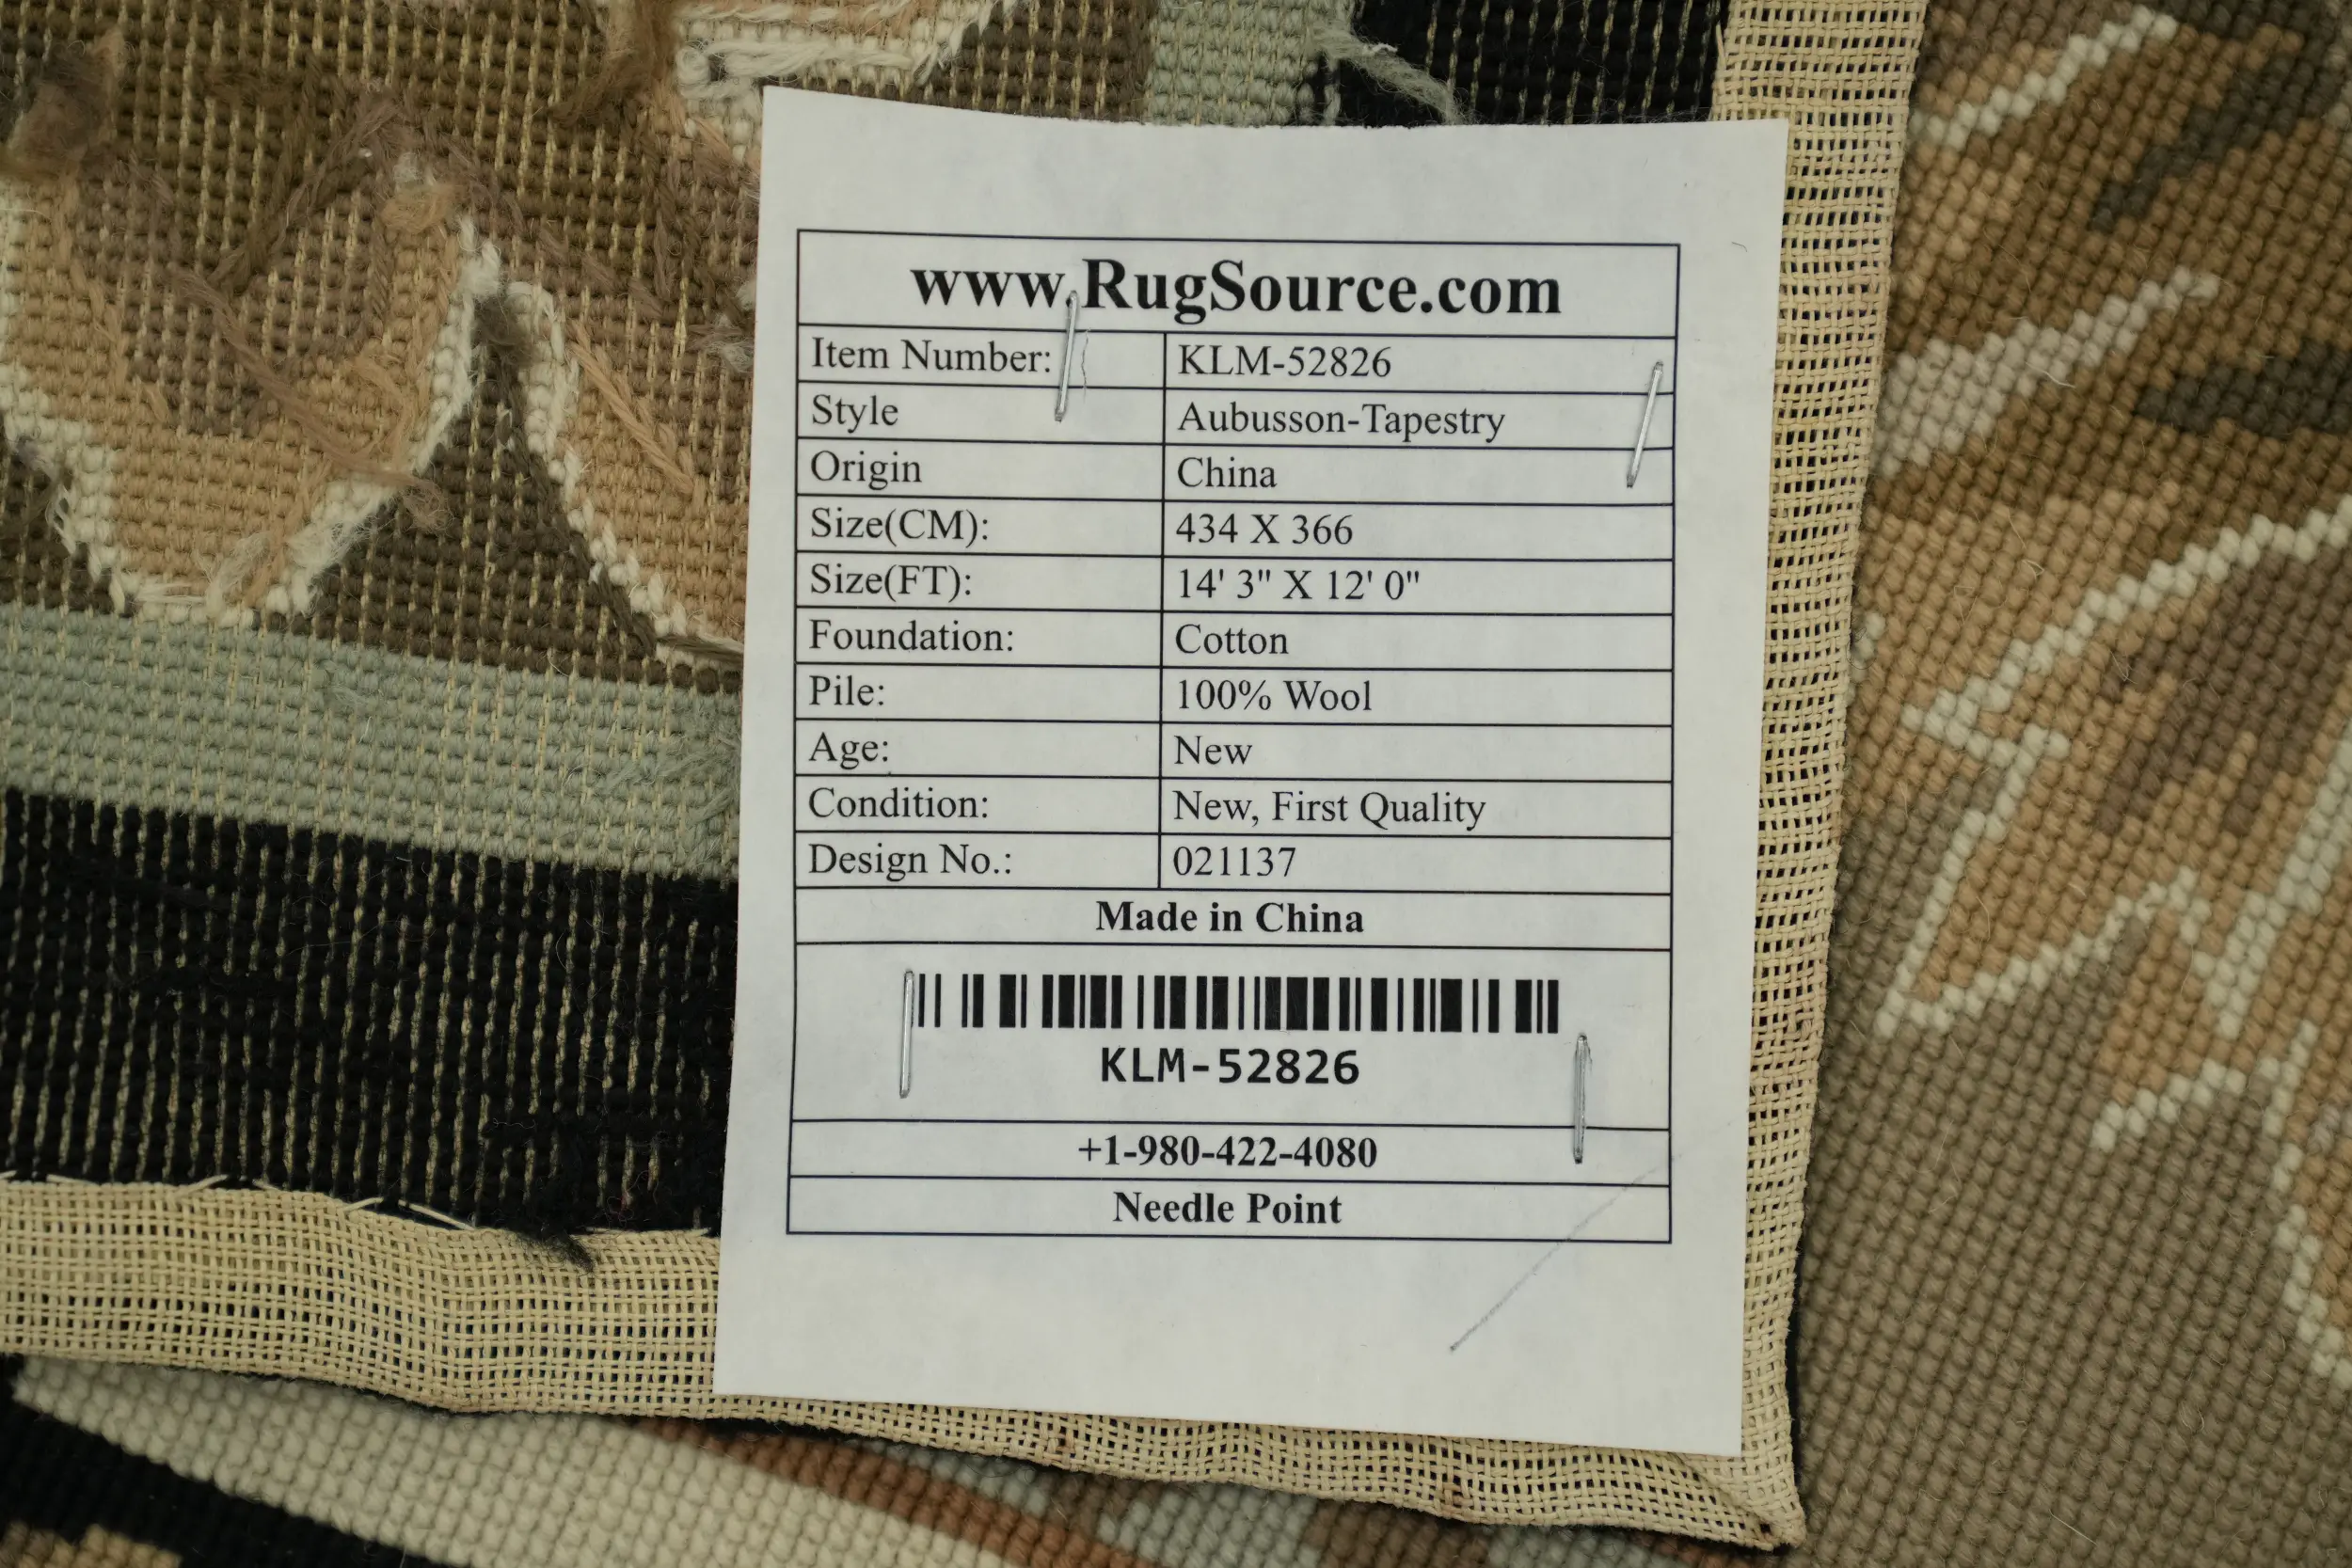 www.RugSource.com
Item Number: KLM-52826
Style Aubusson-Tapestry
Origin China
Size(CM): 434 X 366
Size(FT): 14' 3" X 12' 0"
Foundation: Cotton
Pile: 100% Wool
Age: New
Condition: New, First Quality
Design No.: 021137
Made in China
KLM-52826
+1-980-422-4080
Needle Point